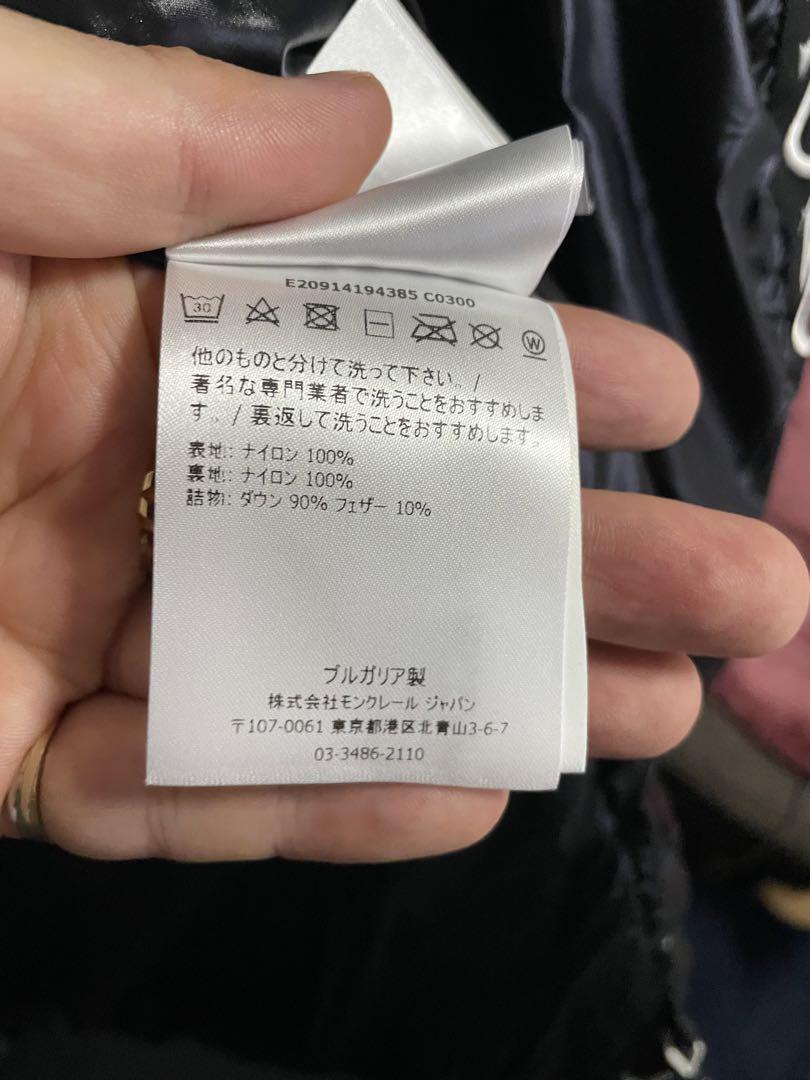 E20914194385 C0300
30
W
他のものと分けて洗って下さい。/
著名な専門業者で洗うことをおすすめしま
す。/ 裏返して洗うことをおすすめします。
表地: ナイロン 100%
裏地: ナイロン 100%
詰物: ダウン 90% フェザー 10%
ブルガリア製
株式会社モンクレール ジャパン
〒107-0061 東京都港区北青山3-6-7
03-3486-2110